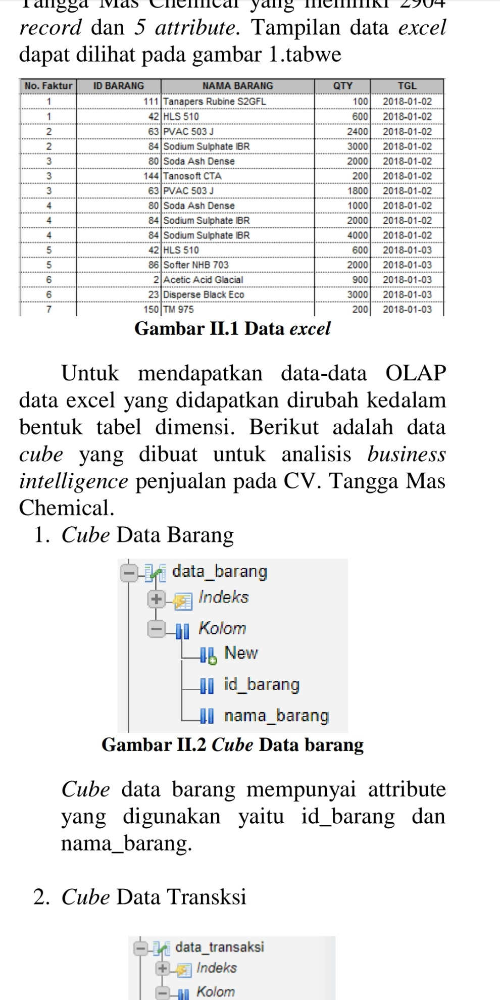 Tangga Mas Chemical yang memiliki 2904
record dan 5 attribute. Tampilan data excel
dapat dilihat pada gambar 1.tabwe
No. Faktur ID BARANG NAMA BARANG QTY TGL
1 111 Tanapers Rubine S2GFL 100 2018-01-02
1 42 HLS 510 600 2018-01-02
2 63 PVAC 503 J 2400 2018-01-02
2 84 Sodium Sulphate IBR 3000 2018-01-02
3 80 Soda Ash Dense 2000 2018-01-02
3 144 Tanosoft CTA 200 2018-01-02
3 63 PVAC 503 J 1800 2018-01-02
4 80 Soda Ash Dense 1000 2018-01-02
4 84 Sodium Sulphate IBR 2000 2018-01-02
4 84 Sodium Sulphate IBR 4000 2018-01-02
5 42 HLS 510 600 2018-01-03
5 86 Softer NHB 703 2000 2018-01-03
6 2 Acetic Acid Glacial 900 2018-01-03
6 23 Disperse Black Eco 3000 2018-01-03
7 150 TM 975 200 2018-01-03
Gambar II.1 Data excel
Untuk mendapatkan data-data OLAP
data excel yang didapatkan dirubah kedalam
bentuk tabel dimensi. Berikut adalah data
cube yang dibuat untuk analisis business
intelligence penjualan pada CV. Tangga Mas
Chemical.
1. Cube Data Barang
data_barang
Indeks
Kolom
New
id_barang
nama_barang
Gambar II.2 Cube Data barang
Cube data barang mempunyai attribute
yang digunakan yaitu id_barang dan
nama_barang.
2. Cube Data Transksi
data_transaksi
Indeks
Kolom